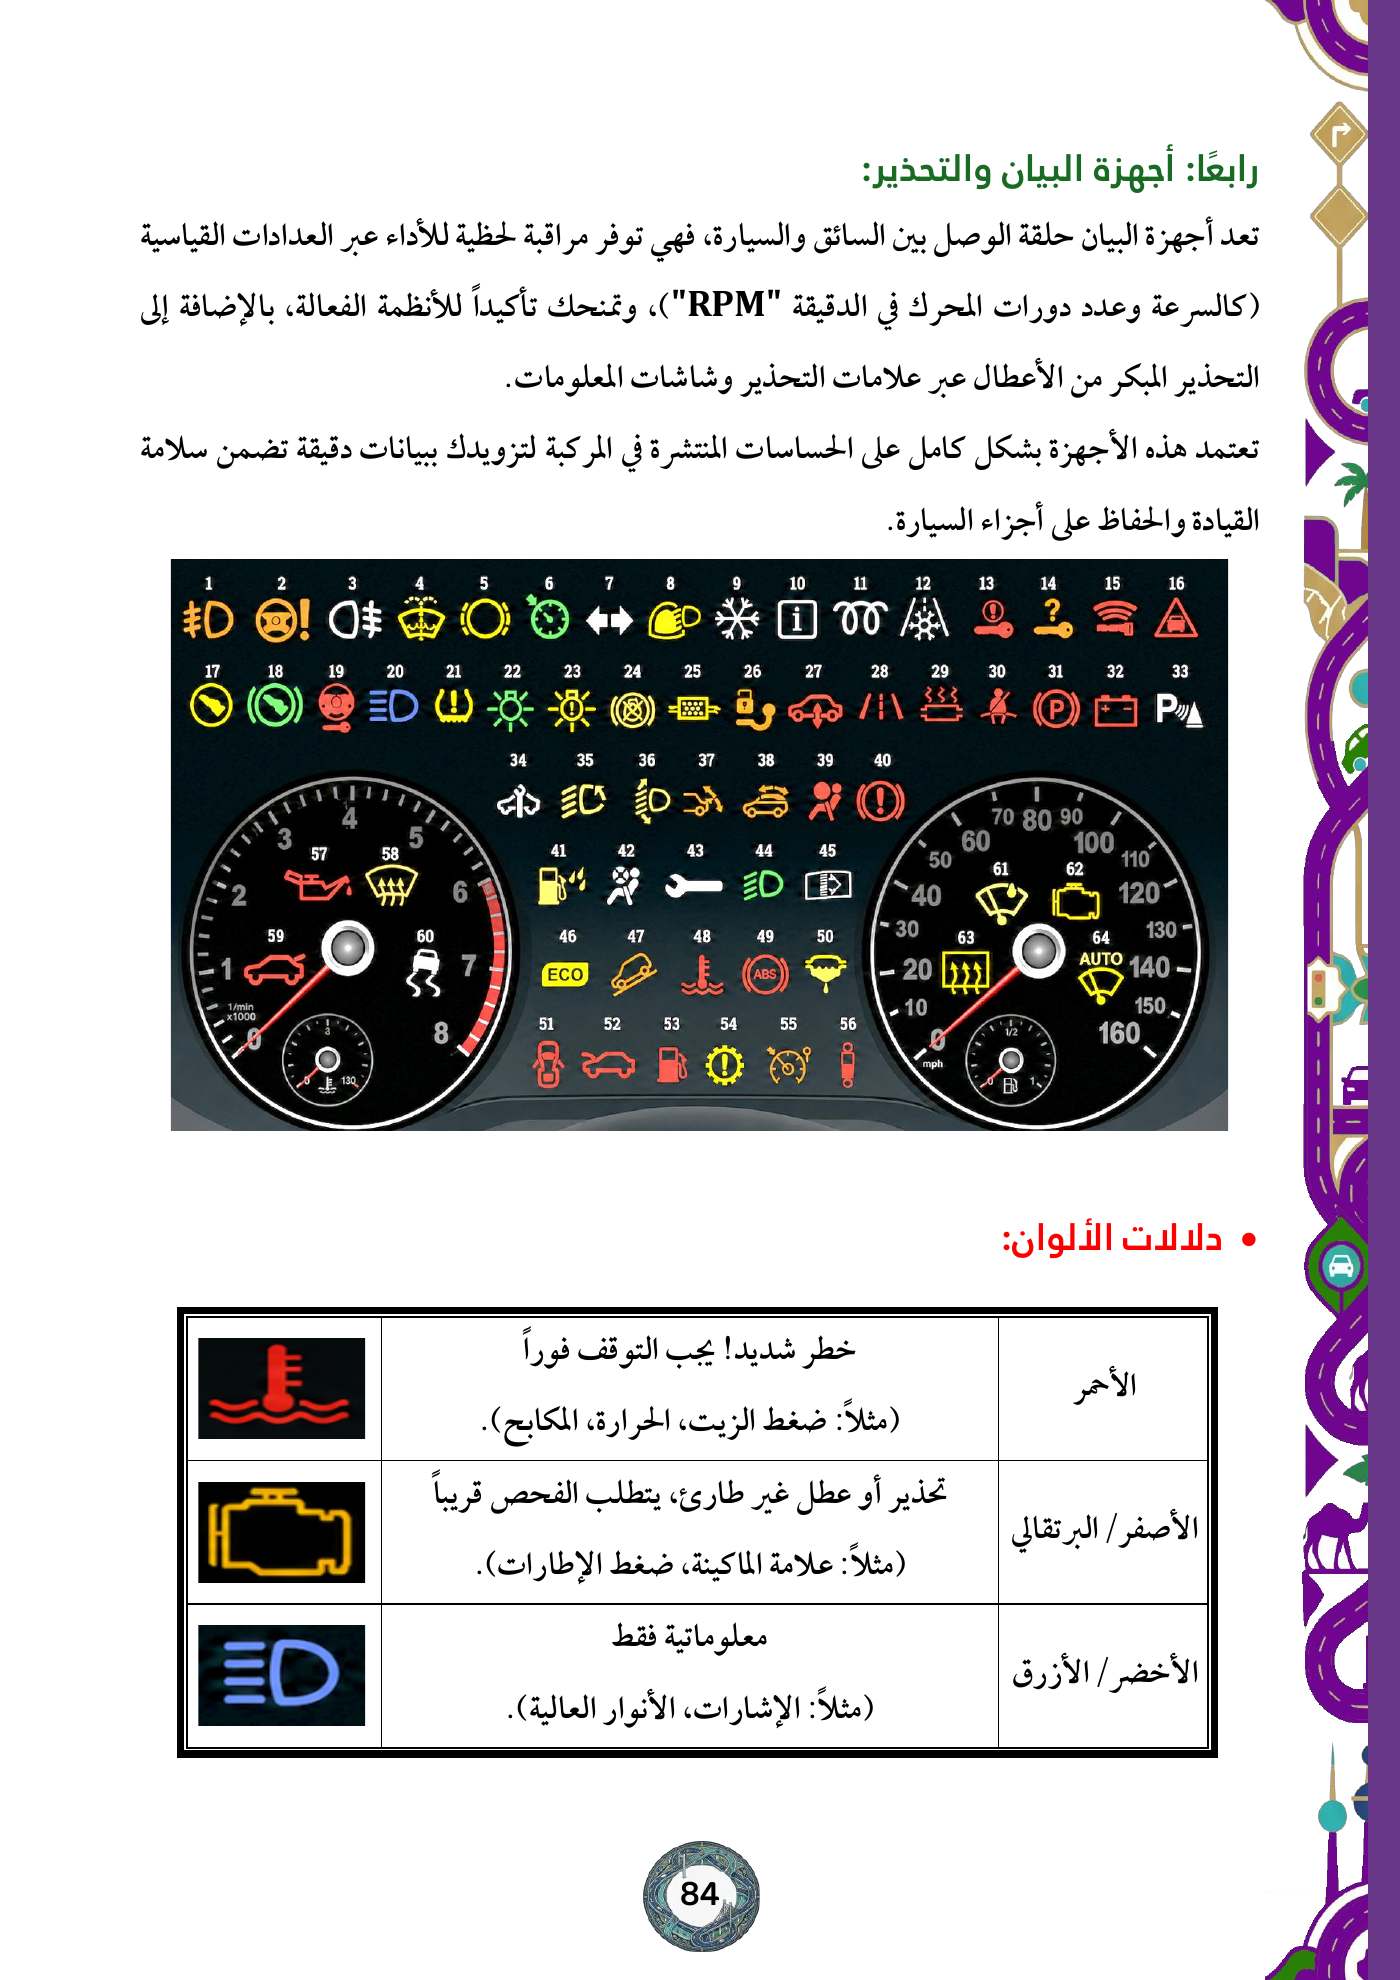 رابعًا: أجهزة البيان والتحذير:
تعد أجهزة البيان حلقة الوصل بين السائق والسيارة، فهي توفر مراقبة لحظية للأداء عبر العدادات القياسية
(كالسرعة وعدد دورات المحرك في الدقيقة "RPM")، وتمنحك تأكيداً للأنظمة الفعالة، بالإضافة إلى
التحذير المبكر من الأعطال عبر علامات التحذير وشاشات المعلومات.
تعتمد هذه الأجهزة بشكل كامل على الحساسات المنتشرة في المركبة لتزويدك ببيانات دقيقة تضمن سلامة
القيادة والحفاظ على أجزاء السيارة.
1 2 3 4 5 6 7 8 9 10 11 12 13 14 15 16
17 18 19 20 21 22 23 24 25 26 27 28 29 30 31 32 33
34 35 36 37 38 39 40
41 42 43 44 45
46 47 48 49 50
ECO ABS
51 52 53 54 55 56
57 58
59 60
0 1 2 3 4 5 6 7 8
1/min
x1000
0 3 130
61 62
63 64
AUTO
0 10 20 30 40 50 60 70 80 90 100 110 120 130 140 150 160
mph
0 1/2 1
• دلالات الألوان:
الأحمر
خطر شديد! يجب التوقف فوراً
(مثلاً: ضغط الزيت، الحرارة، المكابح).
الأصفر/ البرتقالي
تحذير أو عطل غير طارئ، يتطلب الفحص قريباً
(مثلاً: علامة الماكينة، ضغط الإطارات).
الأخضر/ الأزرق
معلوماتية فقط
(مثلاً: الإشارات، الأنوار العالية).
84